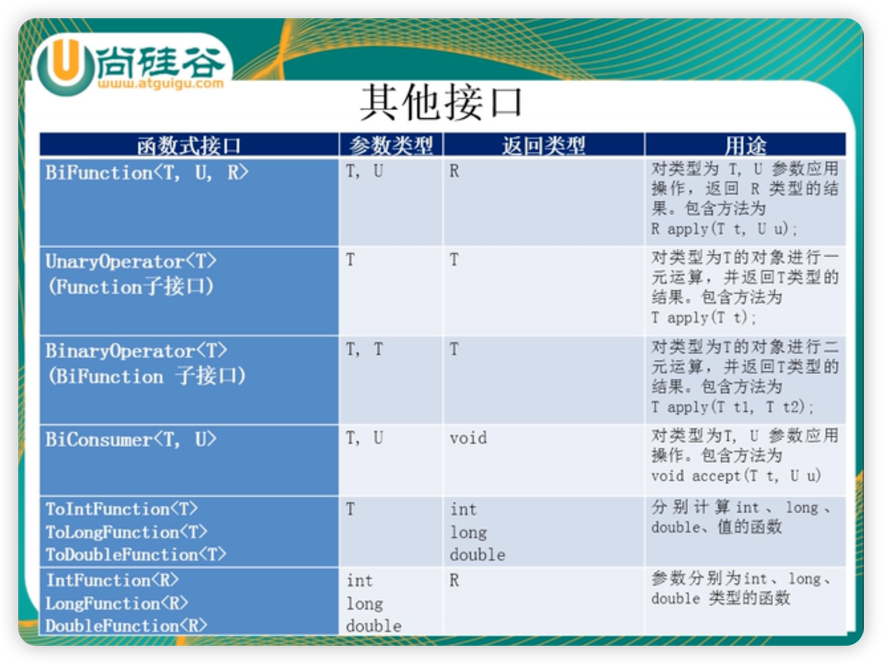 尚硅谷
www.atguigu.com
其他接口
函数式接口 参数类型 返回类型 用途
BiFunction<T, U, R> T, U R 对类型为 T, U 参数应用
操作，返回 R 类型的结
果。包含方法为
R apply(T t, U u);
UnaryOperator<T> T T 对类型为T的对象进行一
(Function子接口) 元运算，并返回T类型的
结果。包含方法为
T apply(T t);
BinaryOperator<T> T, T T 对类型为T的对象进行二
(BiFunction 子接口) 元运算，并返回T类型的
结果。包含方法为
T apply(T t1, T t2);
BiConsumer<T, U> T, U void 对类型为T, U 参数应用
操作。包含方法为
void accept(T t, U u)
ToIntFunction<T> T int 分别计算int、long、
ToLongFunction<T> long double、值的函数
ToDoubleFunction<T> double
IntFunction<R> int R 参数分别为int、long、
LongFunction<R> long double 类型的函数
DoubleFunction<R> double